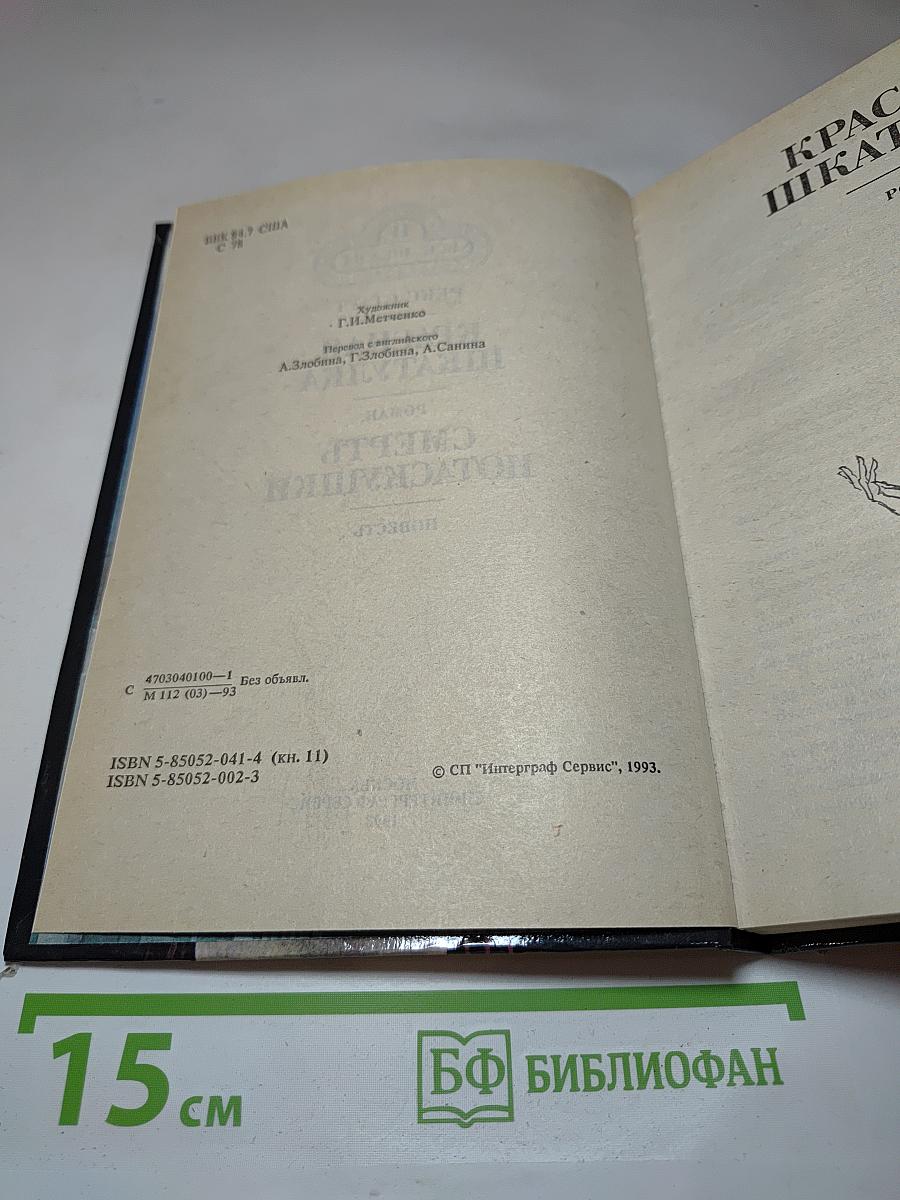 ББК 84.7 США
С 78
Художник
Г.И.Метченко
Перевод с английского
А.Злобина, Г.Злобина, А.Санина
С 4703040100—1
М 112 (03)—93
Без объявл.
ISBN 5-85052-041-4 (кн. 11)
ISBN 5-85052-002-3
© СП "Интерграф Сервис", 1993.
КРАС
ШКАТ
РО
15 см
БФ БИБЛИОФАН